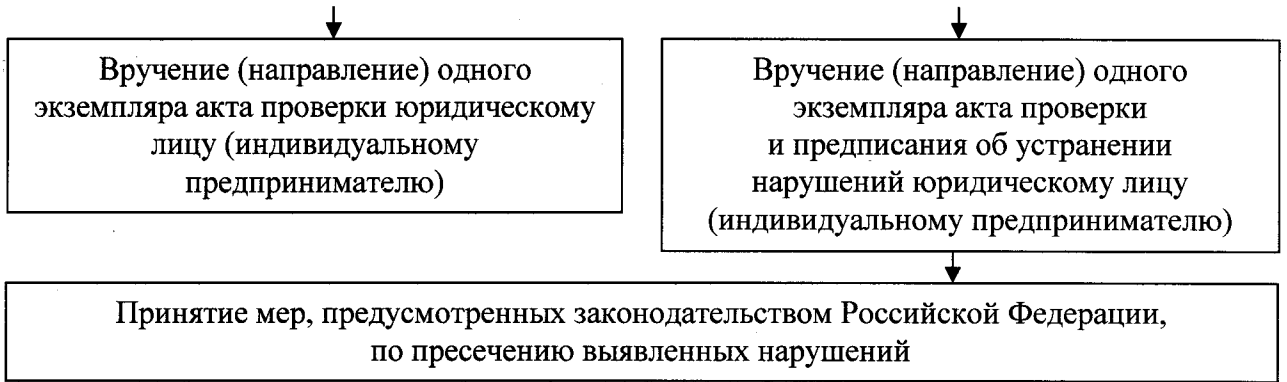 Вручение (направление) одного
экземпляра акта проверки юридическому
лицу (индивидуальному
предпринимателю)
Вручение (направление) одного
экземпляра акта проверки
и предписания об устранении
нарушений юридическому лицу
(индивидуальному предпринимателю)
Принятие мер, предусмотренных законодательством Российской Федерации,
по пресечению выявленных нарушений